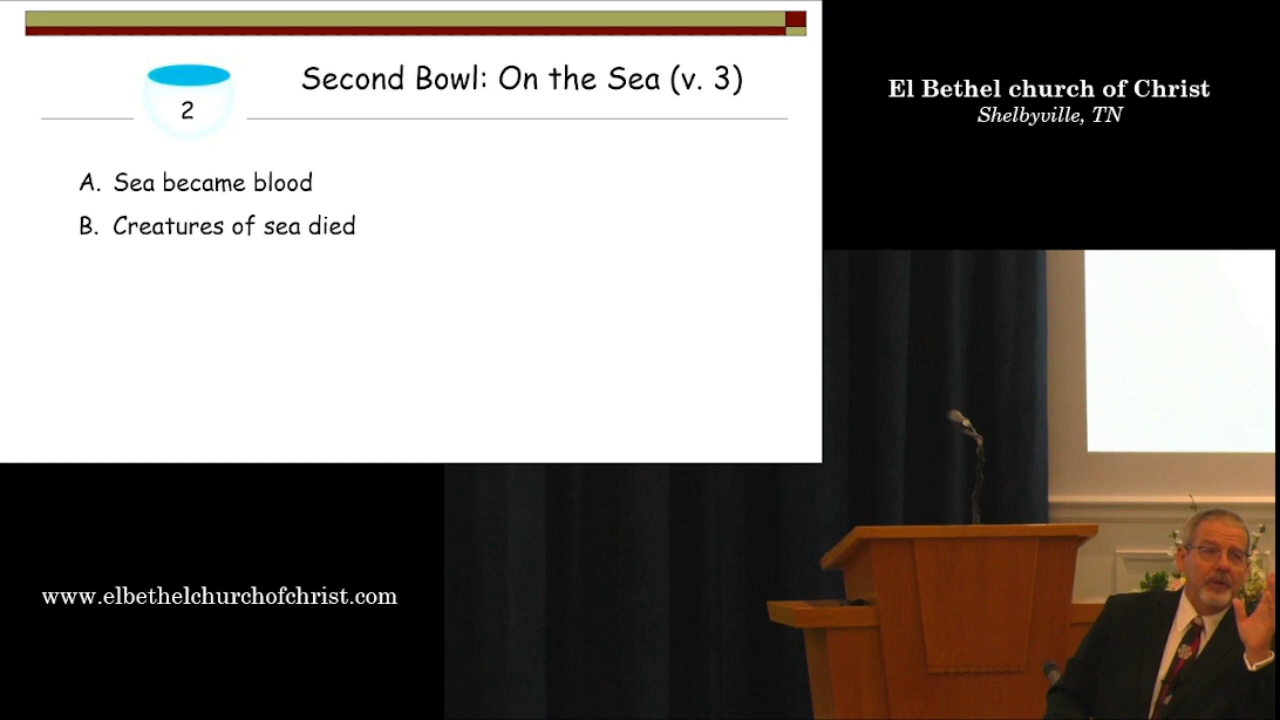 Second Bowl: On the Sea (v. 3)
2
A. Sea became blood
B. Creatures of sea died
El Bethel church of Christ
Shelbyville, TN
www.elbethelchurchofchrist.com